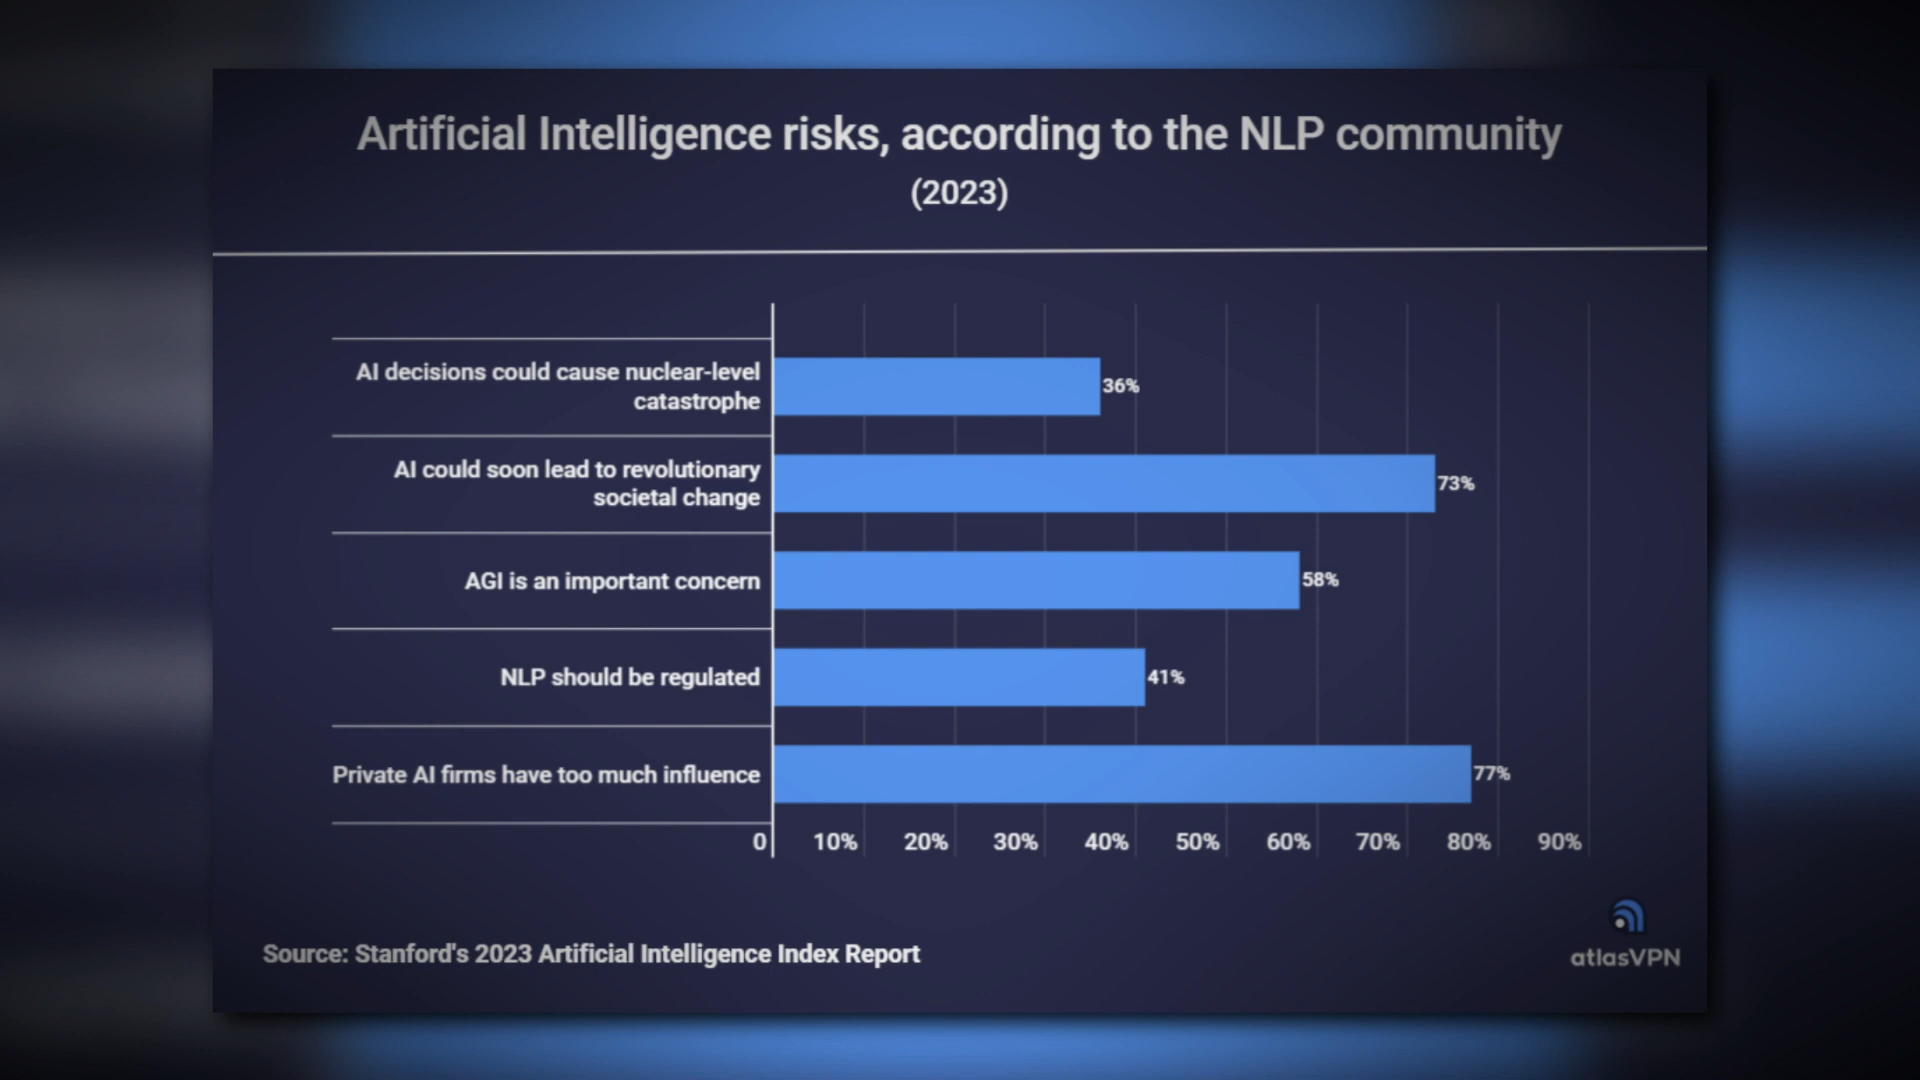 Artificial Intelligence risks, according to the NLP community
(2023)
AI decisions could cause nuclear-level
catastrophe
36%
AI could soon lead to revolutionary
societal change
73%
AGI is an important concern
58%
NLP should be regulated
41%
Private AI firms have too much influence
77%
0 10% 20% 30% 40% 50% 60% 70% 80% 90%
Source: Stanford's 2023 Artificial Intelligence Index Report
atlasVPN